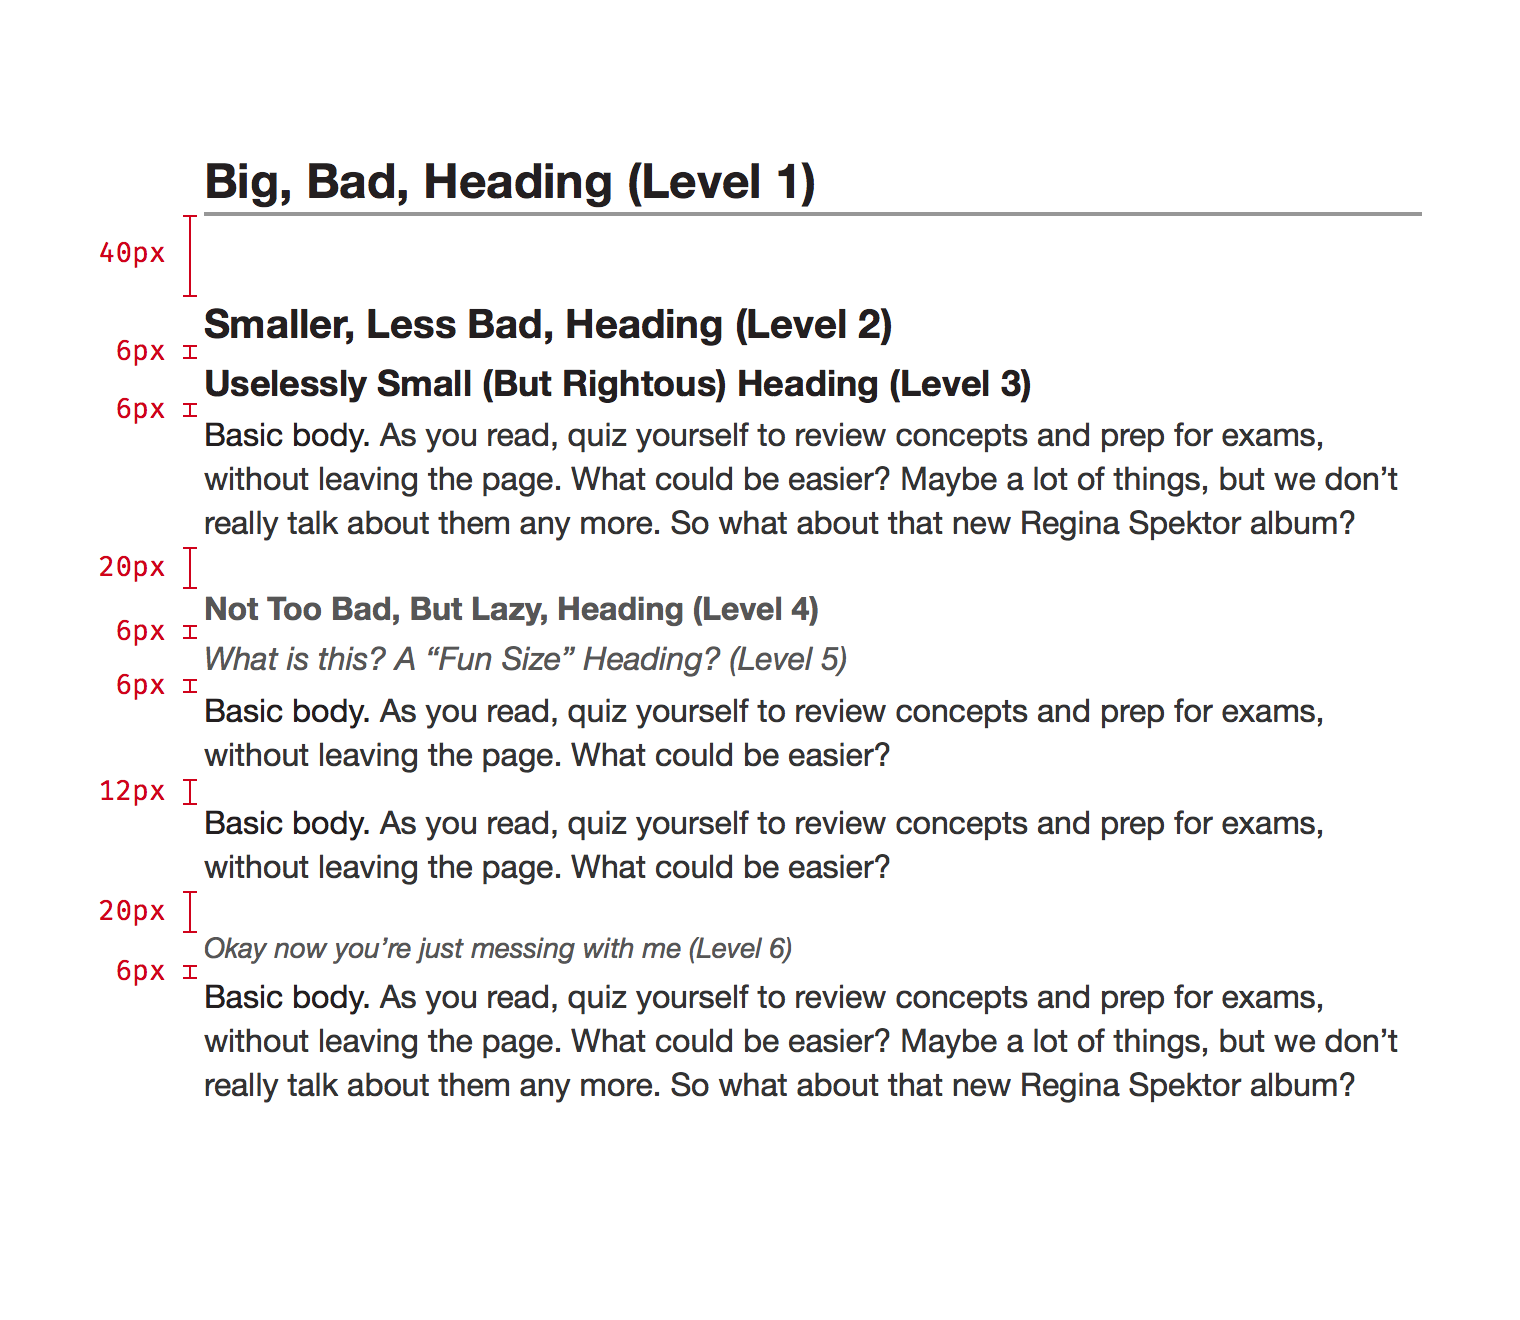 Big, Bad, Heading (Level 1)
40px
Smaller, Less Bad, Heading (Level 2)
6px
Uselessly Small (But Rightous) Heading (Level 3)
6px
Basic body. As you read, quiz yourself to review concepts and prep for exams,
without leaving the page. What could be easier? Maybe a lot of things, but we don’t
really talk about them any more. So what about that new Regina Spektor album?
20px
Not Too Bad, But Lazy, Heading (Level 4)
6px
What is this? A “Fun Size” Heading? (Level 5)
6px
Basic body. As you read, quiz yourself to review concepts and prep for exams,
without leaving the page. What could be easier?
12px
Basic body. As you read, quiz yourself to review concepts and prep for exams,
without leaving the page. What could be easier?
20px
Okay now you’re just messing with me (Level 6)
6px
Basic body. As you read, quiz yourself to review concepts and prep for exams,
without leaving the page. What could be easier? Maybe a lot of things, but we don’t
really talk about them any more. So what about that new Regina Spektor album?